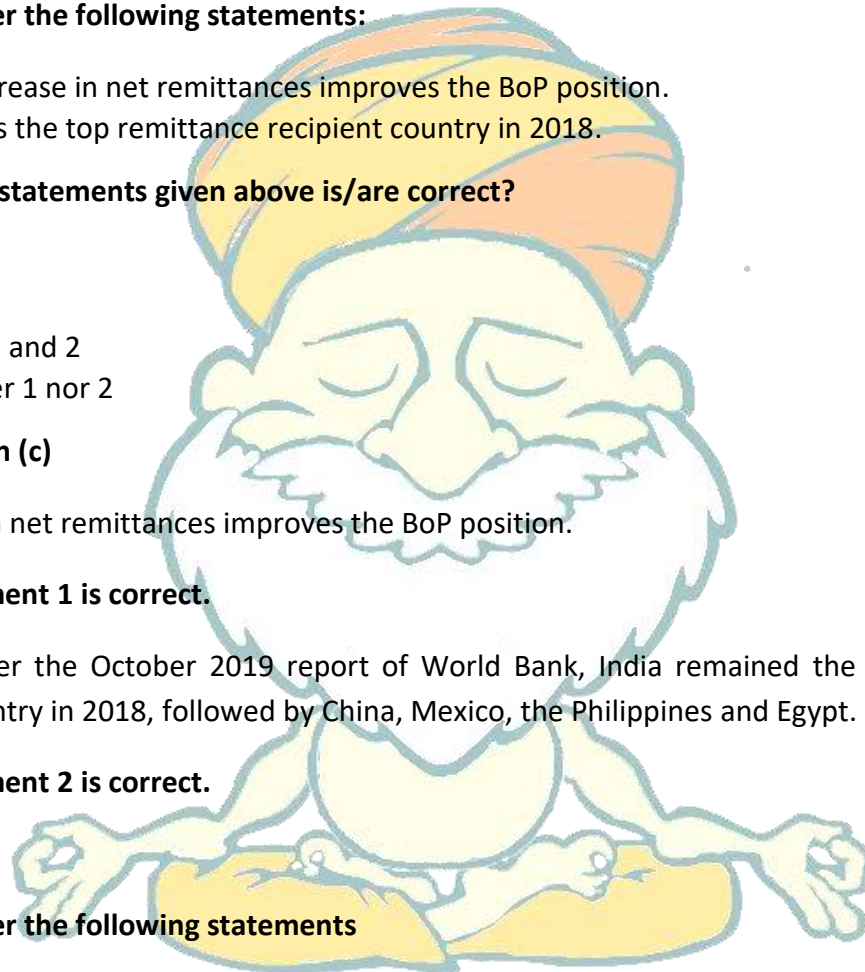 er the following statements:
rease in net remittances improves the BoP position.
s the top remittance recipient country in 2018.
statements given above is/are correct?
and 2
er 1 nor 2
n (c)
net remittances improves the BoP position.
ment 1 is correct.
er the October 2019 report of World Bank, India remained the
ntry in 2018, followed by China, Mexico, the Philippines and Egypt.
ment 2 is correct.
er the following statements